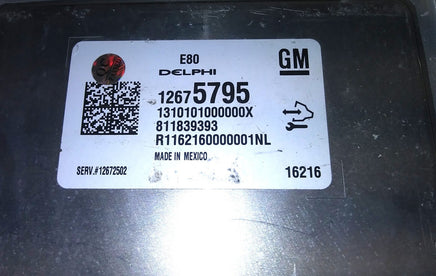 E80
DELPHI
GM
12675795
1310101000000X
811839393
R1162160000001NL
MADE IN MEXICO
SERV.#12672502
16216